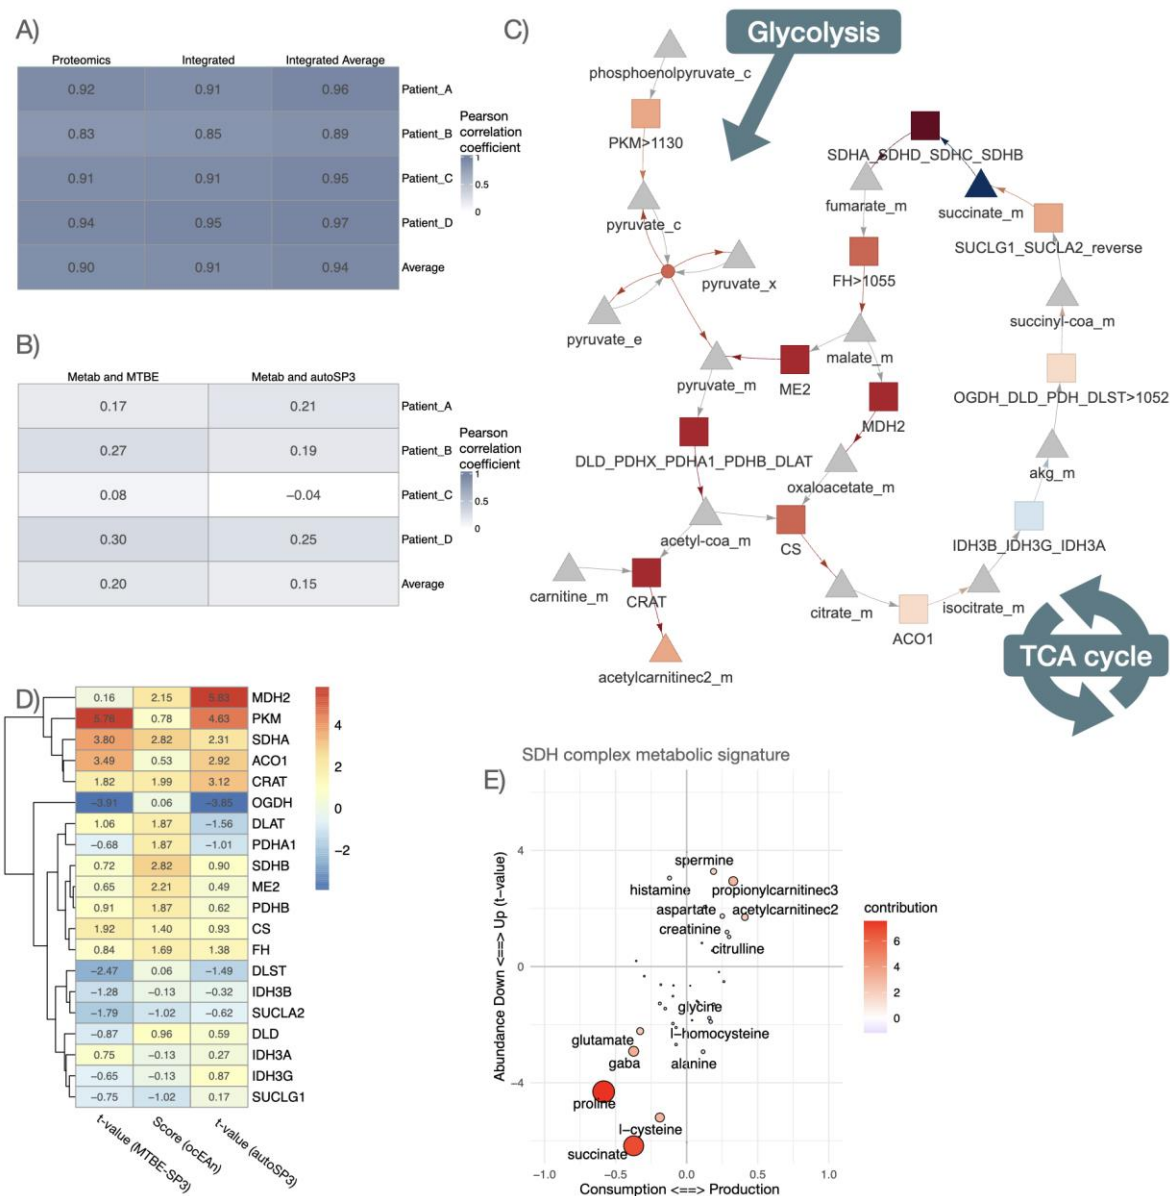 A)
Proteomics Integrated Integrated Average
0.92 0.91 0.96 Patient_A
0.83 0.85 0.89 Patient_B
0.91 0.91 0.95 Patient_C
0.94 0.95 0.97 Patient_D
0.90 0.91 0.94 Average
Pearson
correlation
coefficient
1
0.5
0
B)
Metab and MTBE Metab and autoSP3
0.17 0.21 Patient_A
0.27 0.19 Patient_B
0.08 −0.04 Patient_C
0.30 0.25 Patient_D
0.20 0.15 Average
Pearson
correlation
coefficient
1
0.5
0
C)
Glycolysis
phosphoenolpyruvate_c
PKM>1130
pyruvate_c
pyruvate_x
pyruvate_e
pyruvate_m
ME2
DLD_PDHX_PDHA1_PDHB_DLAT
acetyl-coa_m
carnitine_m
CRAT
acetylcarnitinec2_m
SDHA_SDHD_SDHC_SDHB
fumarate_m
succinate_m
SUCLG1_SUCLA2_reverse
FH>1055
succinyl-coa_m
malate_m
MDH2
OGDH_DLD_PDH_DLST>1052
oxaloacetate_m
akg_m
CS
IDH3B_IDH3G_IDH3A
citrate_m
isocitrate_m
ACO1
TCA cycle
D)
0.16 2.15 5.83 MDH2
5.78 0.78 4.63 PKM
3.80 2.82 2.31 SDHA
3.49 0.53 2.92 ACO1
1.82 1.99 3.12 CRAT
−3.91 0.06 −3.85 OGDH
1.06 1.87 −1.56 DLAT
−0.68 1.87 −1.01 PDHA1
0.72 2.82 0.90 SDHB
0.65 2.21 0.49 ME2
0.91 1.87 0.62 PDHB
1.92 1.40 0.93 CS
0.84 1.69 1.38 FH
−2.47 0.06 −1.49 DLST
−1.28 −0.13 −0.32 IDH3B
−1.79 −1.02 −0.62 SUCLA2
−0.87 0.96 0.59 DLD
0.75 −0.13 0.27 IDH3A
−0.65 −0.13 0.87 IDH3G
−0.75 −1.02 0.17 SUCLG1
t-value (MTBE-SP3)
Score (ocEAn)
t-value (autoSP3)
4
2
0
−2
SDH complex metabolic signature
E)
Abundance Down <==> Up (t-value)
4
0
−4
spermine
histamine
propionylcarnitinec3
aspartate
acetylcarnitinec2
creatinine
citrulline
glycine
l-homocysteine
alanine
glutamate
gaba
proline
l-cysteine
succinate
−1.0 −0.5 0.0 0.5 1.0
Consumption <==> Production
contribution
6
4
2
0